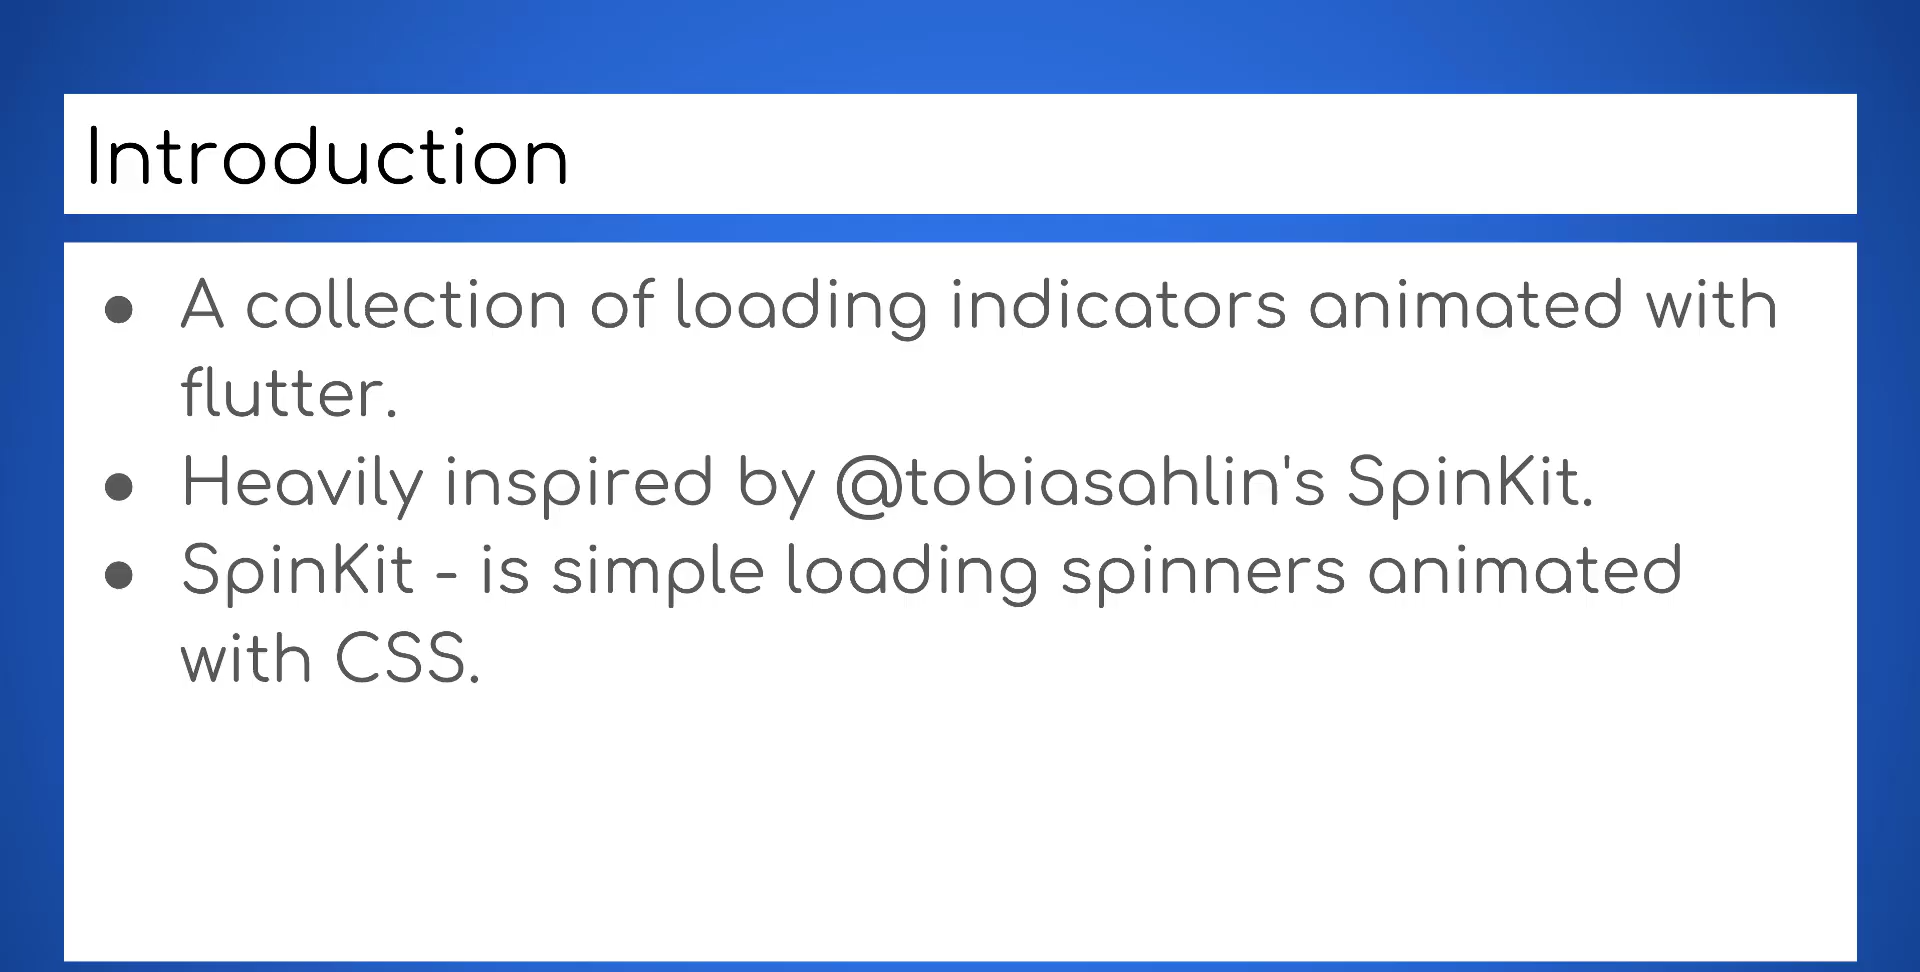 Introduction
● A collection of loading indicators animated with
flutter.
● Heavily inspired by @tobiasahlin's SpinKit.
● SpinKit - is simple loading spinners animated
with CSS.